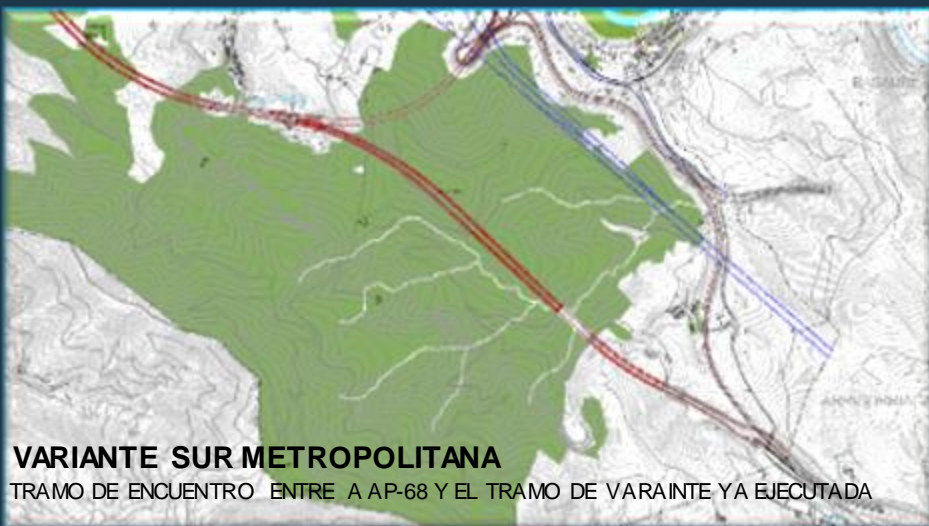 VARIANTE SUR METROPOLITANA
TRAMO DE ENCUENTRO ENTRE A AP-68 Y EL TRAMO DE VARAINTE YA EJECUTADA